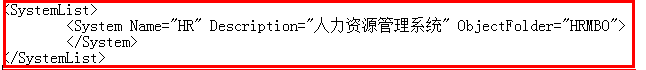 <SystemList>
<System Name="HR" Description="人力资源管理系统" ObjectFolder="HRMBO">
</System>
</SystemList>